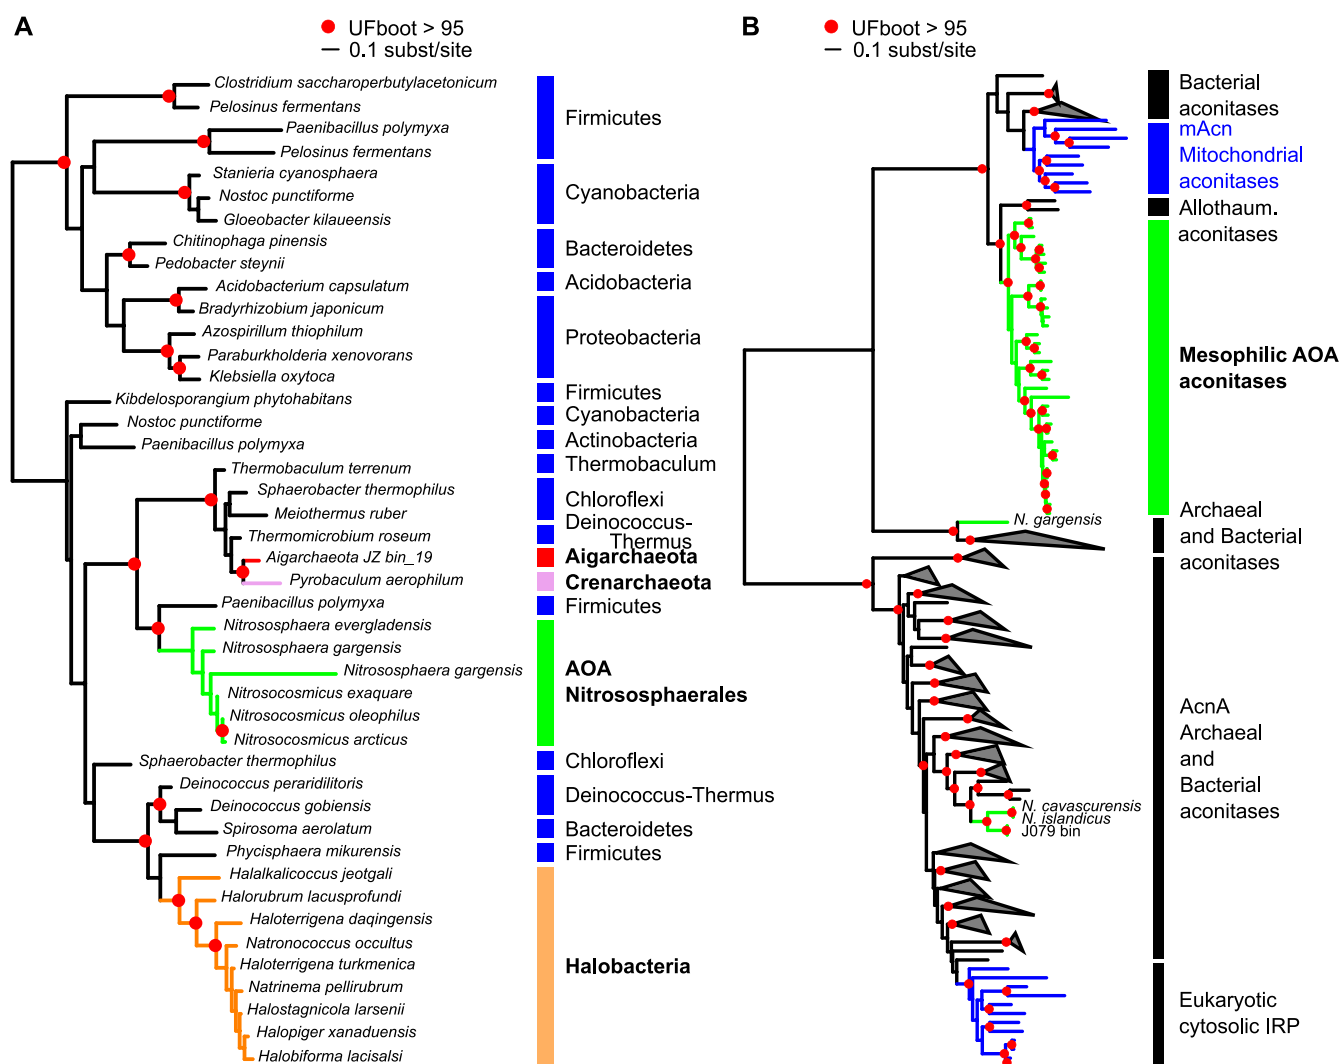 A
UFboot > 95
0.1 subst/site
Clostridium saccharoperbutylacetonicum
Pelosinus fermentans
Paenibacillus polymyxa
Pelosinus fermentans
Stanieria cyanosphaera
Nostoc punctiforme
Gloeobacter kilaueensis
Chitinophaga pinensis
Pedobacter steynii
Acidobacterium capsulatum
Bradyrhizobium japonicum
Azospirillum thiophilum
Paraburkholderia xenovorans
Klebsiella oxytoca
Kibdelosporangium phytohabitans
Nostoc punctiforme
Paenibacillus polymyxa
Thermobaculum terrenum
Sphaerobacter thermophilus
Meiothermus ruber
Thermomicrobium roseum
Aigarchaeota JZ bin_19
Pyrobaculum aerophilum
Paenibacillus polymyxa
Nitrososphaera evergladensis
Nitrososphaera gargensis
Nitrososphaera gargensis
Nitrosocosmicus exaquare
Nitrosocosmicus oleophilus
Nitrosocosmicus arcticus
Sphaerobacter thermophilus
Deinococcus peraridilitoris
Deinococcus gobiensis
Spirosoma aerolatum
Phycisphaera mikurensis
Halalkalicoccus jeotgali
Halorubrum lacusprofundi
Haloterrigena daqingensis
Natronococcus occultus
Haloterrigena turkmenica
Natrinema pellirubrum
Halostagnicola larsenii
Halopiger xanaduensis
Halobiforma lacisalsi
Firmicutes
Cyanobacteria
Bacteroidetes
Acidobacteria
Proteobacteria
Firmicutes
Cyanobacteria
Actinobacteria
Thermobaculum
Chloroflexi
Deinococcus-
Thermus
Aigarchaeota
Crenarchaeota
Firmicutes
AOA
Nitrososphaerales
Chloroflexi
Deinococcus-Thermus
Bacteroidetes
Firmicutes
Halobacteria
B
UFboot > 95
0.1 subst/site
N. gargensis
N. cavascurensis
N. islandicus
J079 bin
Bacterial
aconitases
mAcn
Mitochondrial
aconitases
Allothaum.
aconitases
Mesophilic AOA
aconitases
Archaeal
and Bacterial
aconitases
AcnA
Archaeal
and
Bacterial
aconitases
Eukaryotic
cytosolic IRP